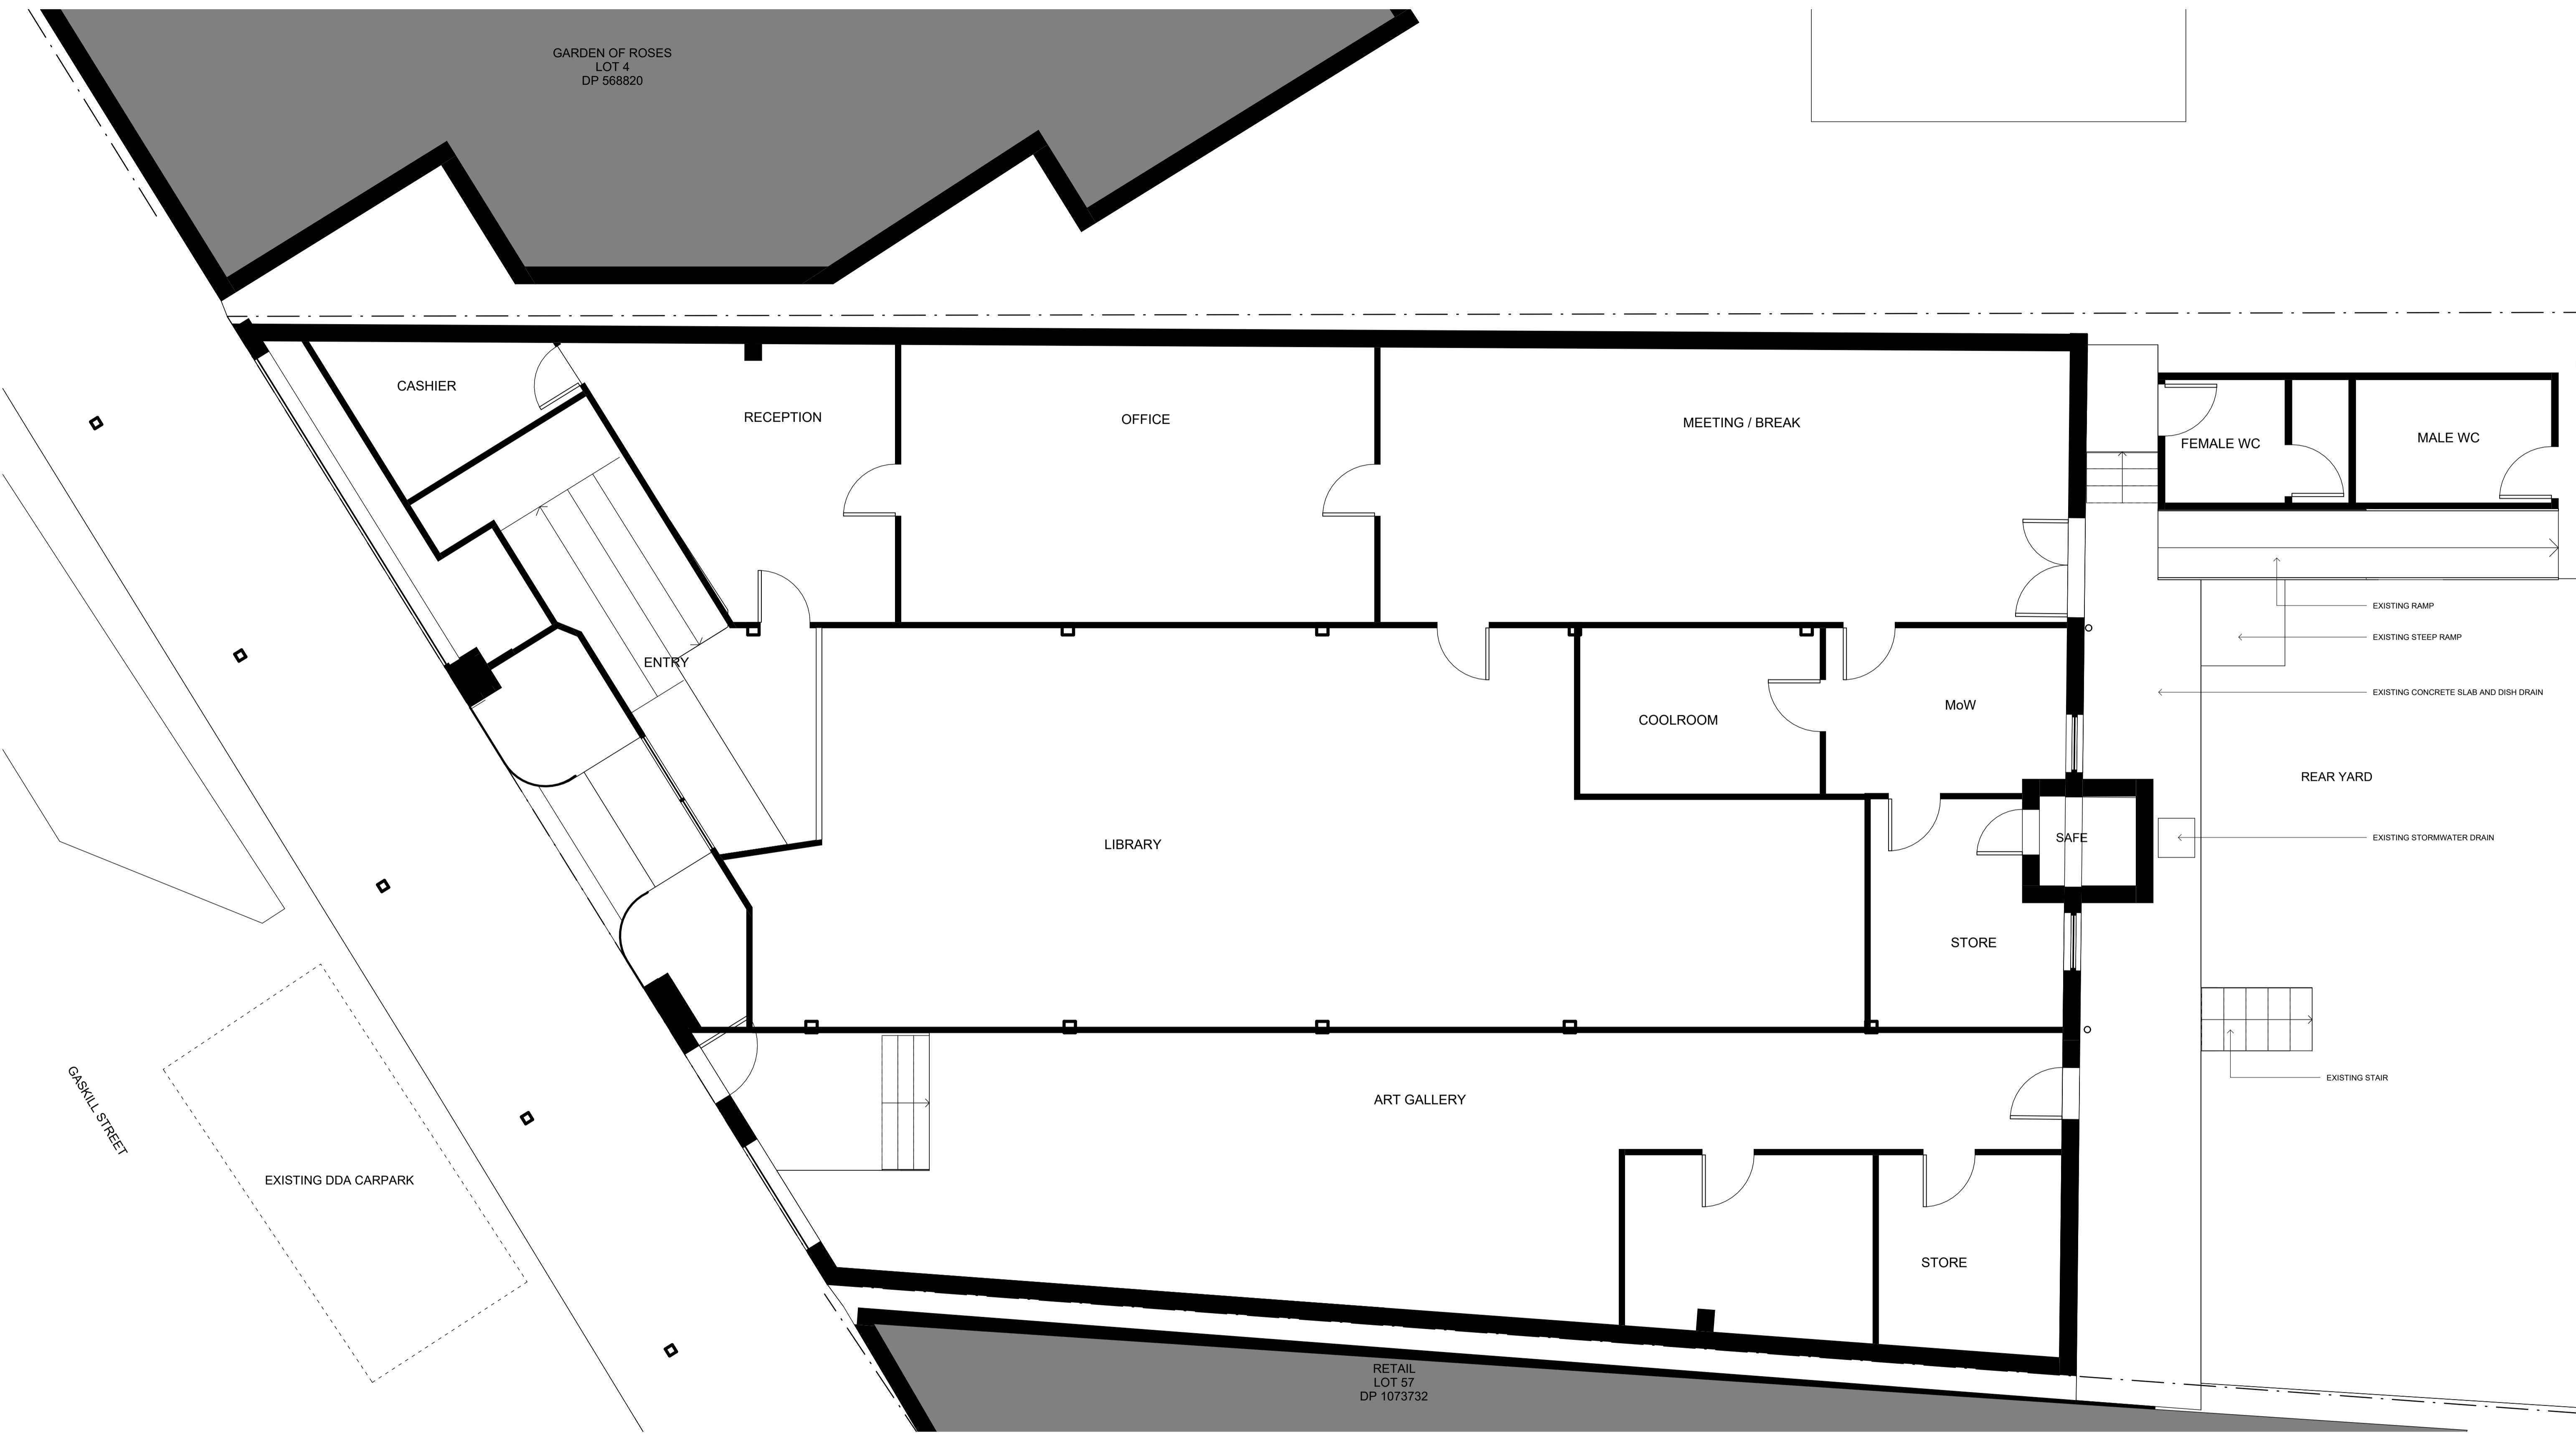 GARDEN OF ROSES
LOT 4
DP 568820
CASHIER
RECEPTION
OFFICE
MEETING / BREAK
FEMALE WC
MALE WC
EXISTING RAMP
EXISTING STEEP RAMP
ENTRY
EXISTING CONCRETE SLAB AND DISH DRAIN
MoW
COOLROOM
REAR YARD
SAFE
EXISTING STORMWATER DRAIN
LIBRARY
STORE
EXISTING STAIR
ART GALLERY
GASKILL STREET
EXISTING DDA CARPARK
STORE
RETAIL
LOT 57
DP 1073732